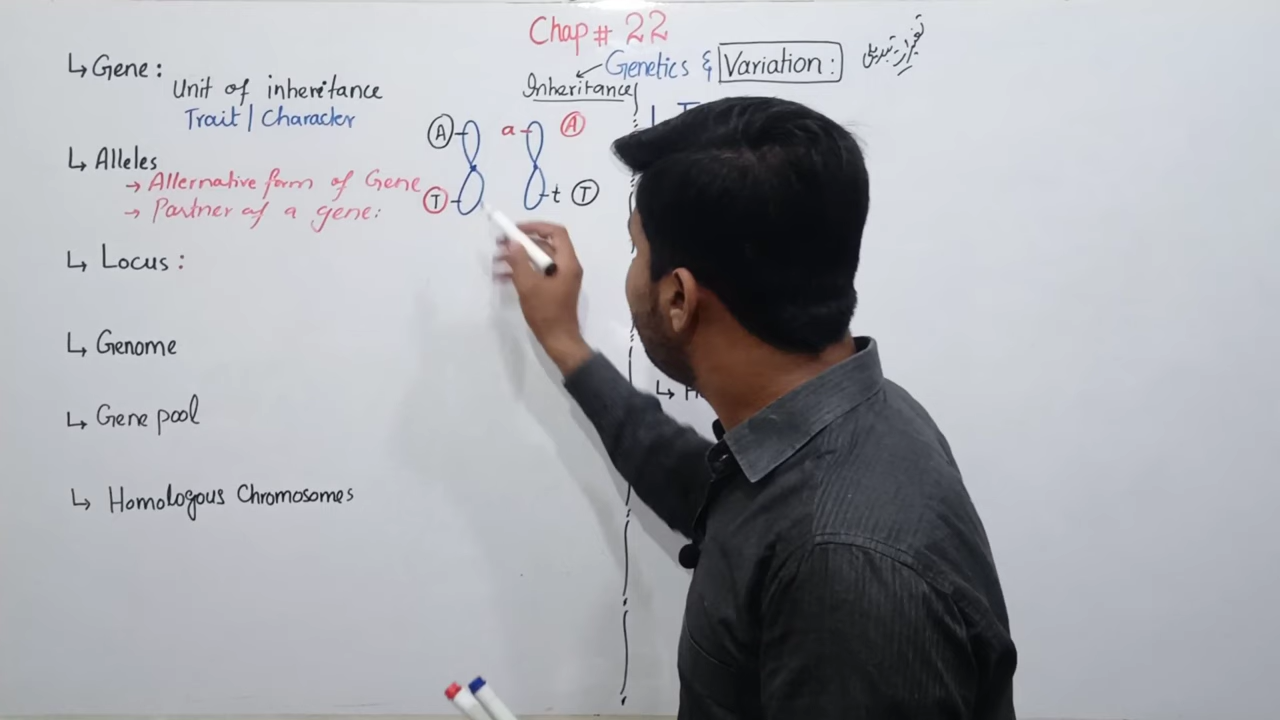 Chap # 22
Genetics & Variation :
تغیرات - تبدیلی
Inheritance
↳ Gene :
Unit of inheritance
Trait / Character
↳ Alleles
→ Allernative form of Gene
→ Partner of a gene:
A a A
T t T
↳ Locus :
↳ Genome
↳ Gene pool
↳ Homologous Chromosomes